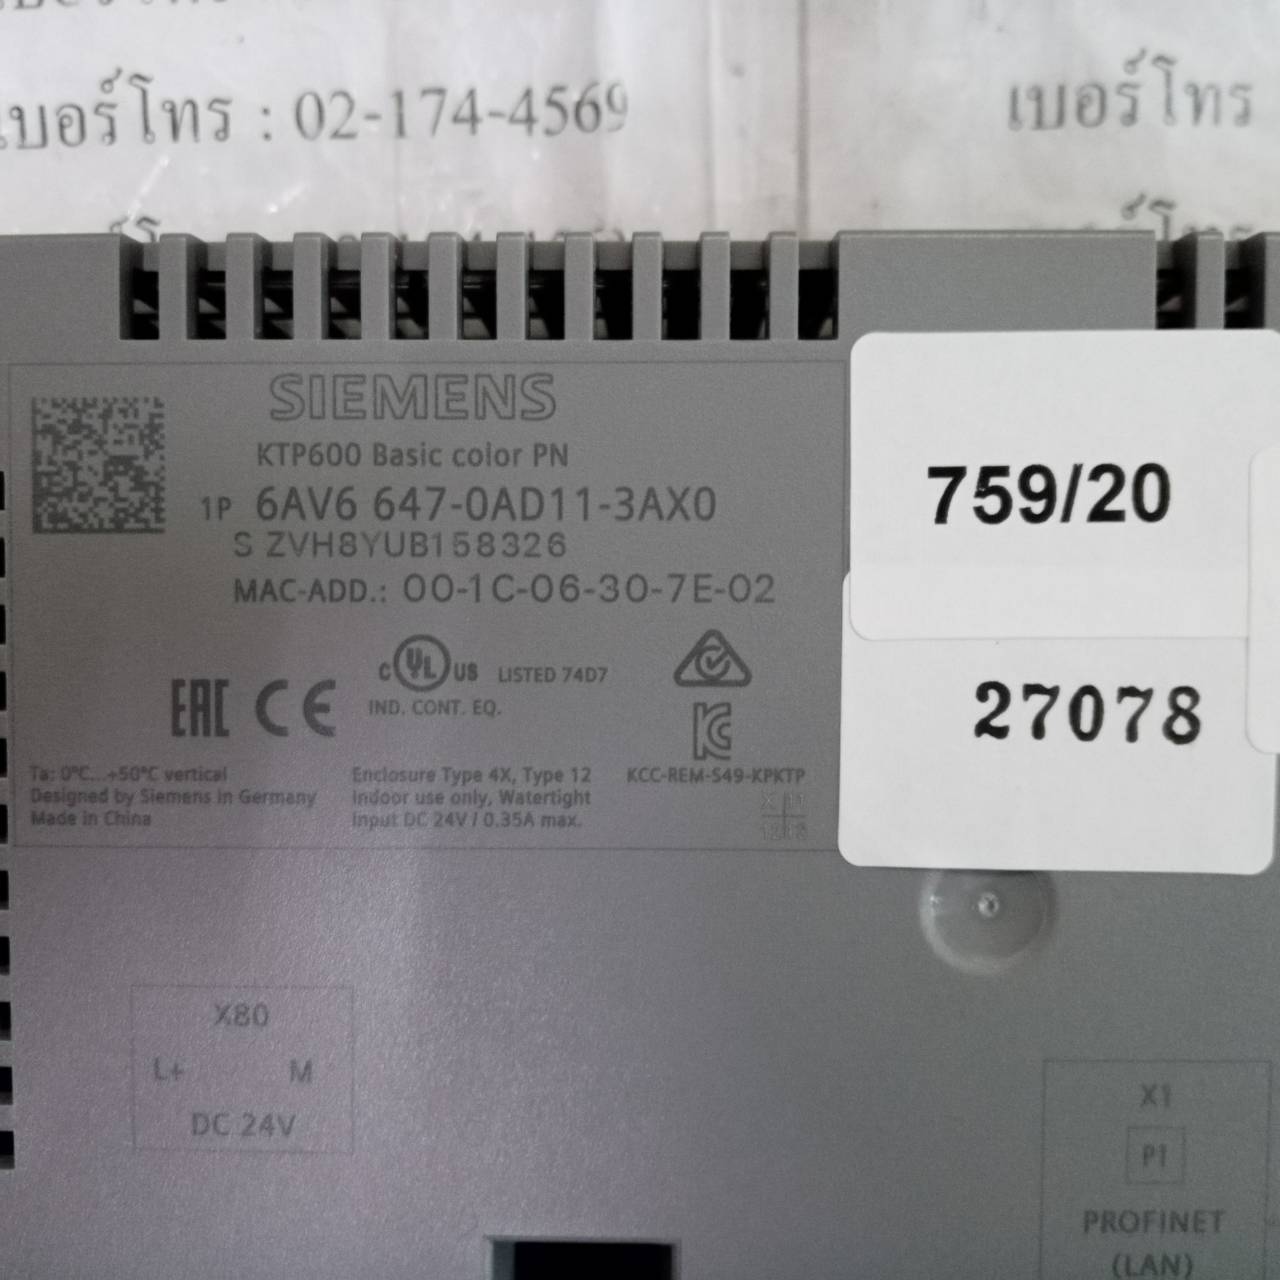 เบอร์โทร : 02-174-4569
เบอร์โทร
SIEMENS
KTP600 Basic color PN
1P 6AV6 647-0AD11-3AX0
S ZVH8YUB158326
MAC-ADD.: 00-1C-06-30-7E-02
759/20
27078
EAC CE
c UL US LISTED 74D7
IND. CONT. EQ.
Ta: 0°C...+50°C vertical
Designed by Siemens in Germany
Made in China
Enclosure Type 4X, Type 12
Indoor use only, Watertight
Input DC 24V / 0.35A max.
KCC-REM-S49-KPKTP
X80
L+ M
DC 24V
X1
P1
PROFINET
(LAN)